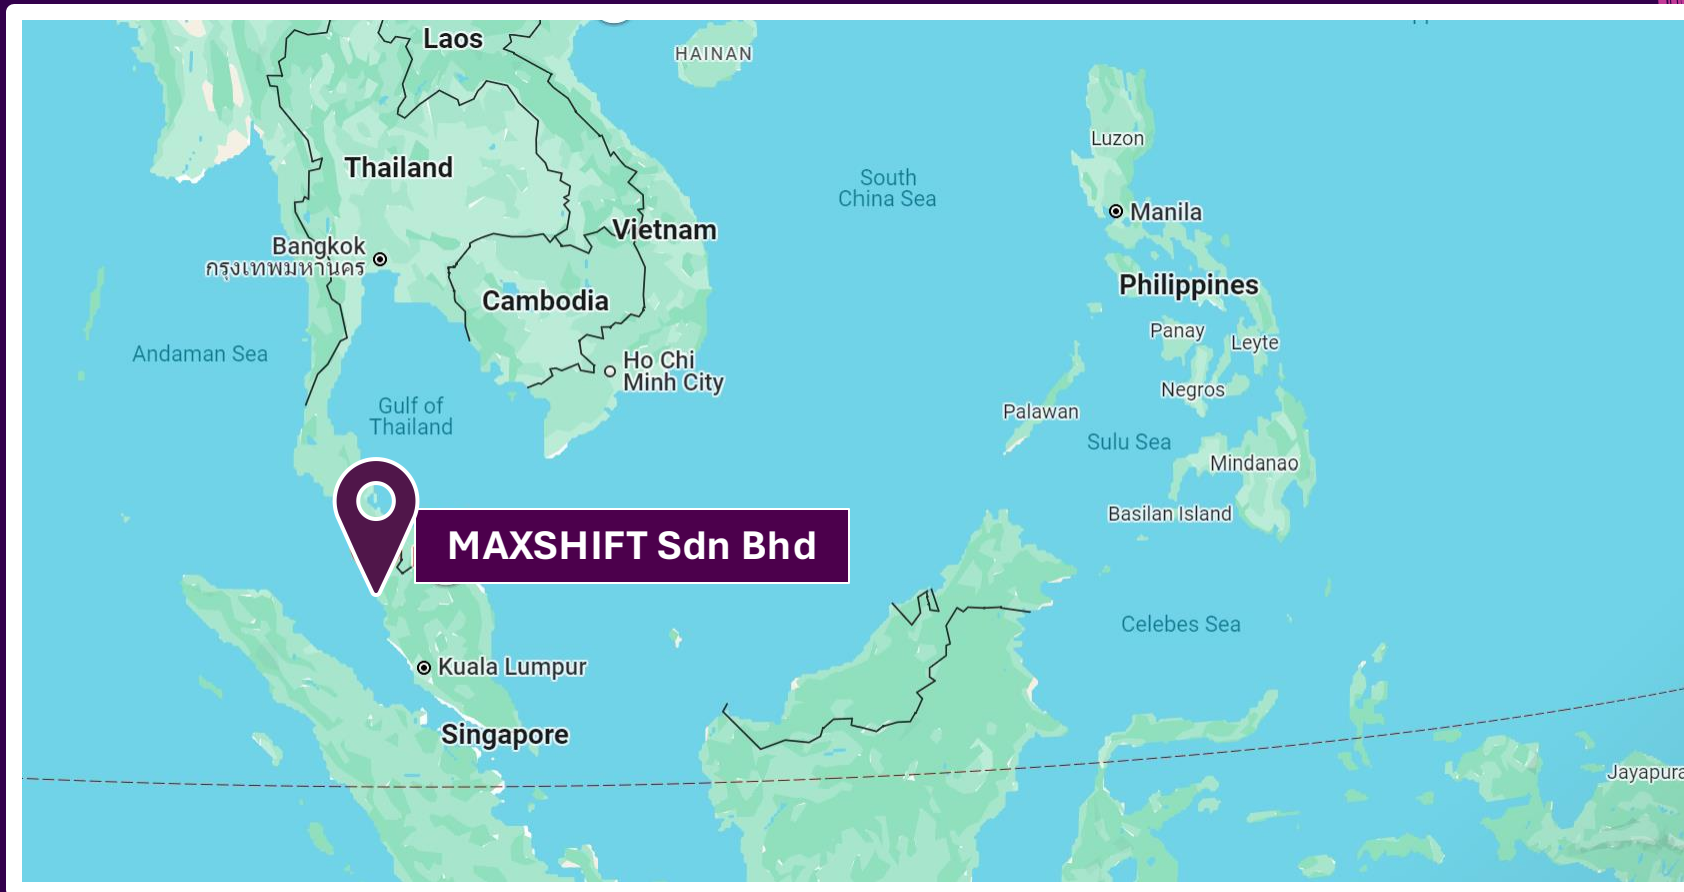 Laos
HAINAN
Luzon
Thailand
South
China Sea
Manila
Vietnam
Bangkok
กรุงเทพมหานคร
Philippines
Cambodia
Panay
Leyte
Andaman Sea
Ho Chi
Minh City
Negros
Gulf of
Thailand
Palawan
Sulu Sea
Mindanao
Basilan Island
MAXSHIFT Sdn Bhd
Celebes Sea
Kuala Lumpur
Singapore
Jayapura